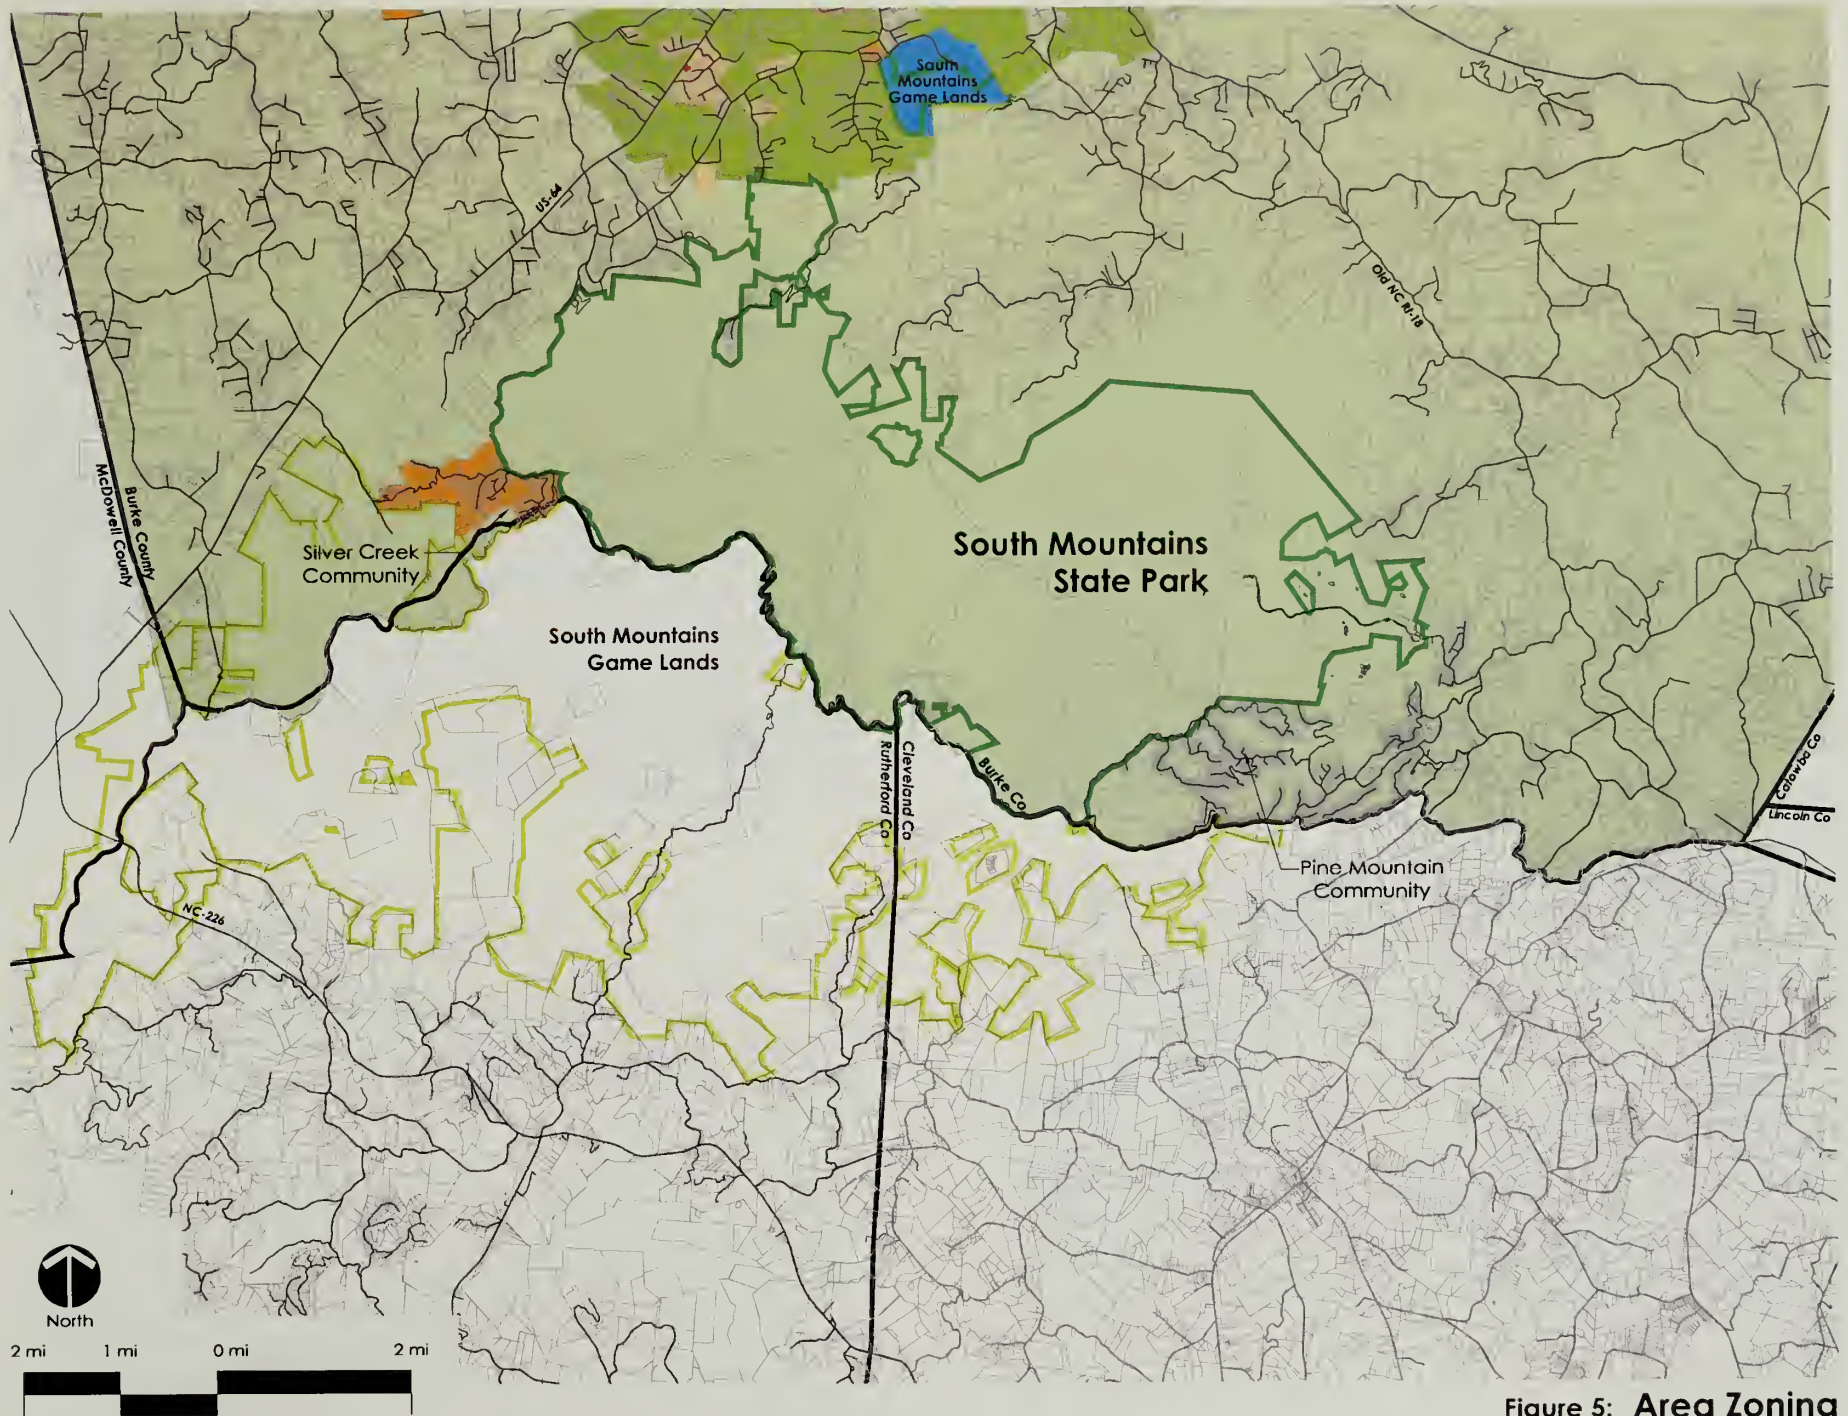 South
Mountains
Game Lands
US-64
Old NC Rt-18
Burke County
McDowell County
Silver Creek
Community
South Mountains
State Park
South Mountains
Game Lands
Cleveland Co
Rutherford Co
Burke Co
Catawba Co
Lincoln Co
Pine Mountain
Community
NC-226
North
2 mi 1 mi 0 mi 2 mi
Figure 5: Area Zoning